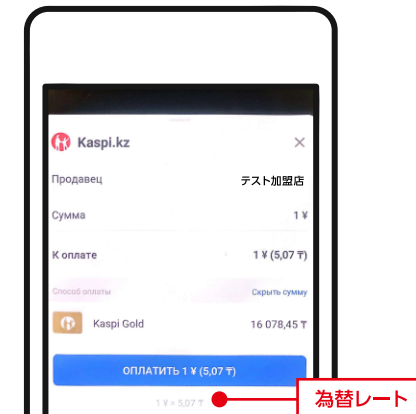 Kaspi.kz
Продавец テスト加盟店
Сумма 1 ¥
К оплате 1 ¥ (5,07 ₸)
Способ оплаты Скрыть сумму
Kaspi Gold 16 078,45 ₸
ОПЛАТИТЬ 1 ¥ (5,07 ₸)
1 ¥ = 5,07 ₸
為替レート